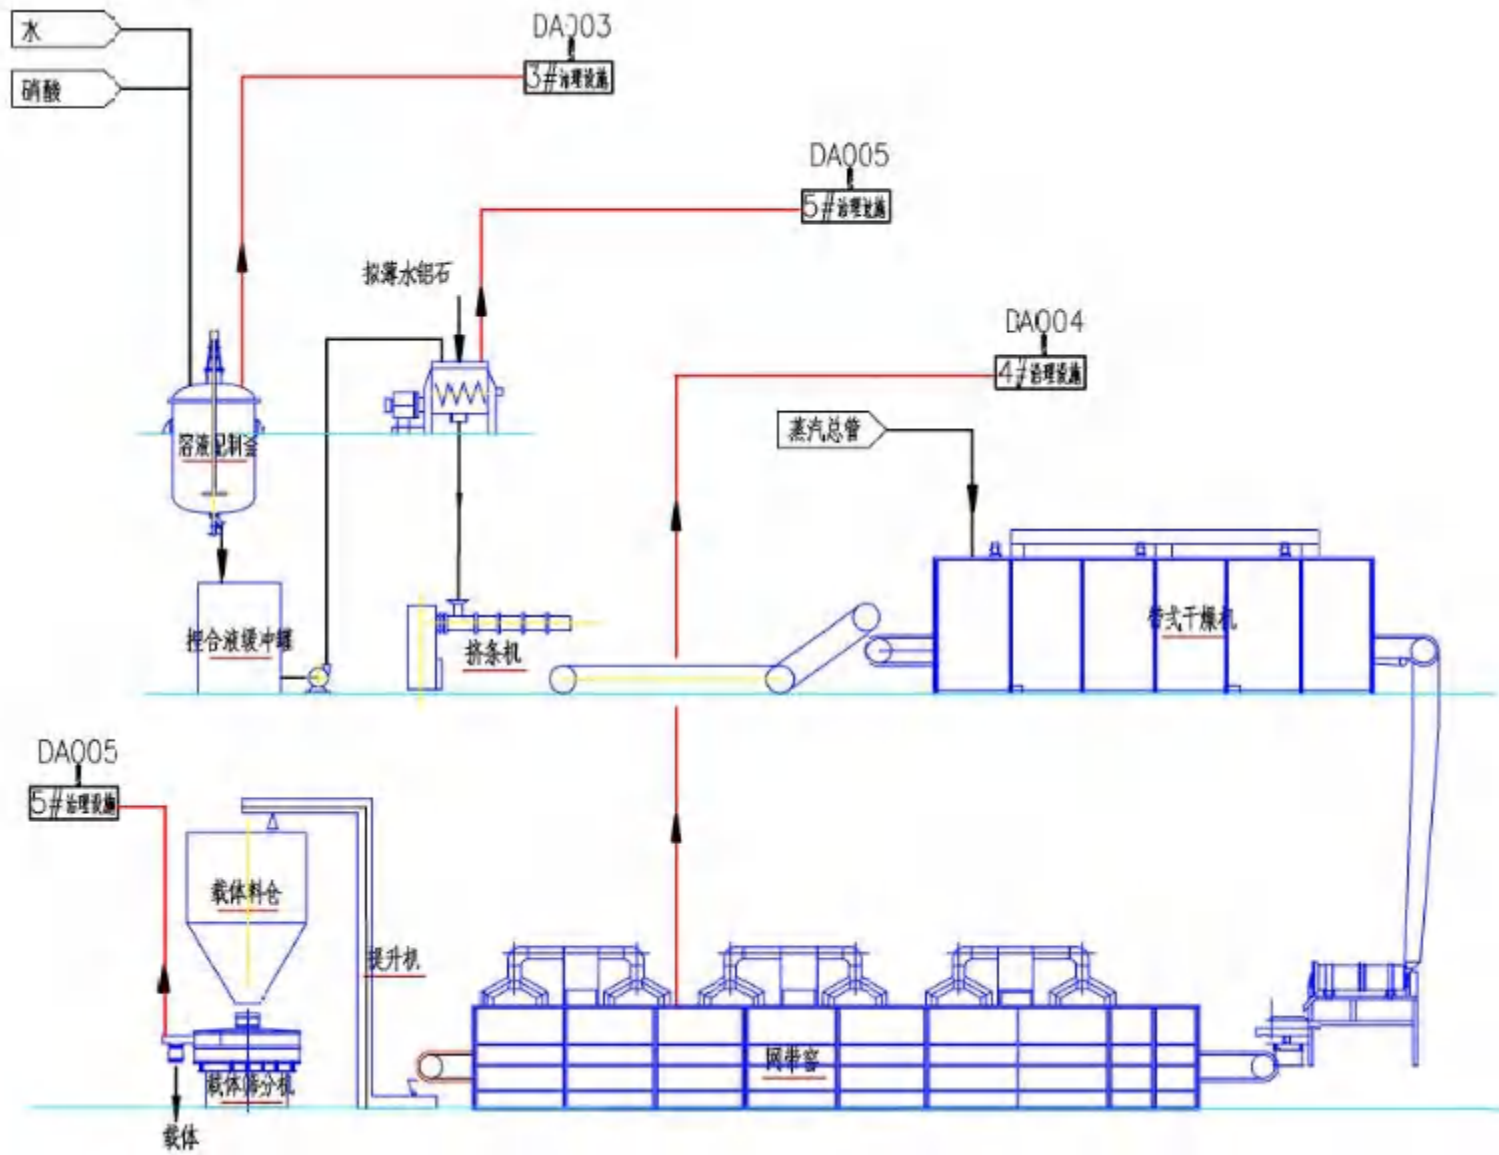 水
DA003
3#治理设施
硝酸
DA005
5#治理设施
拟薄水铝石
DA004
4#治理设施
蒸汽总管
溶液配制釜
带式干燥机
捏合液缓冲罐
挤条机
DA005
5#治理设施
载体料仓
提升机
网带窑
载体筛分机
载体